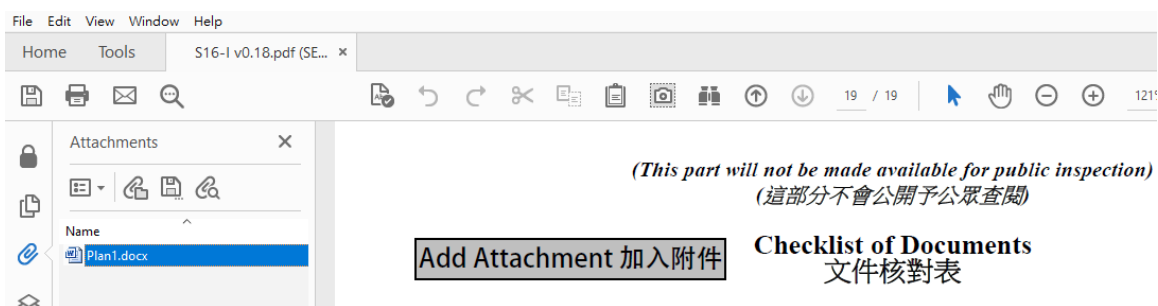 File Edit View Window Help
Home Tools S16-I v0.18.pdf (SE... ×
19 / 19 121%
Attachments ×
Name
Plan1.docx
(This part will not be made available for public inspection)
(這部分不會公開予公眾查閱)
Add Attachment 加入附件
Checklist of Documents
文件核對表